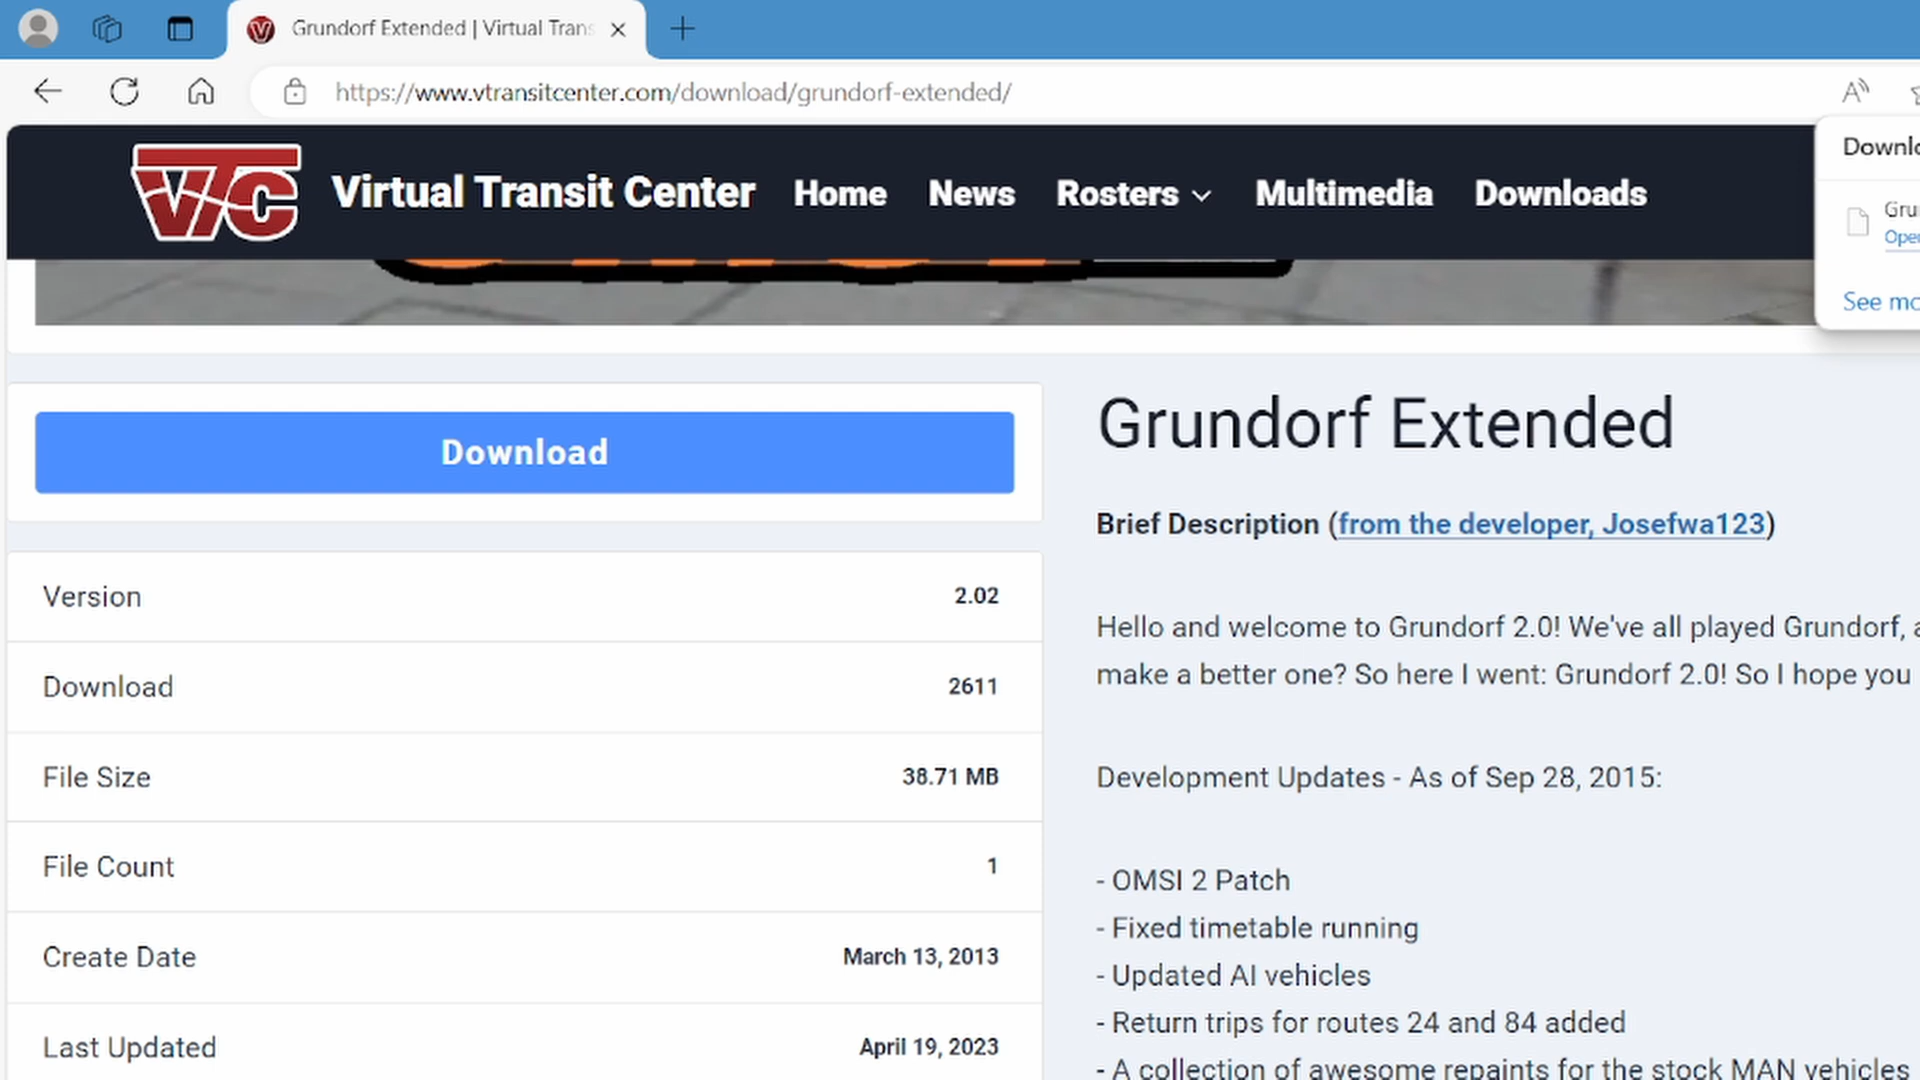 Grundorf Extended | Virtual Trans
https://www.vtransitcenter.com/download/grundorf-extended/
VTC
Virtual Transit Center
Home
News
Rosters
Multimedia
Downloads
See
Download
Version
2.02
Download
2611
File Size
38.71 MB
File Count
1
Create Date
March 13, 2013
Last Updated
April 19, 2023
Grundorf Extended
Brief Description (from the developer, Josefwa123)
Hello and welcome to Grundorf 2.0! We've all played Grundorf,
make a better one? So here I went: Grundorf 2.0! So I hope you
Development Updates - As of Sep 28, 2015:
- OMSI 2 Patch
- Fixed timetable running
- Updated AI vehicles
- Return trips for routes 24 and 84 added
- A collection of awesome repaints for the stock MAN vehicles